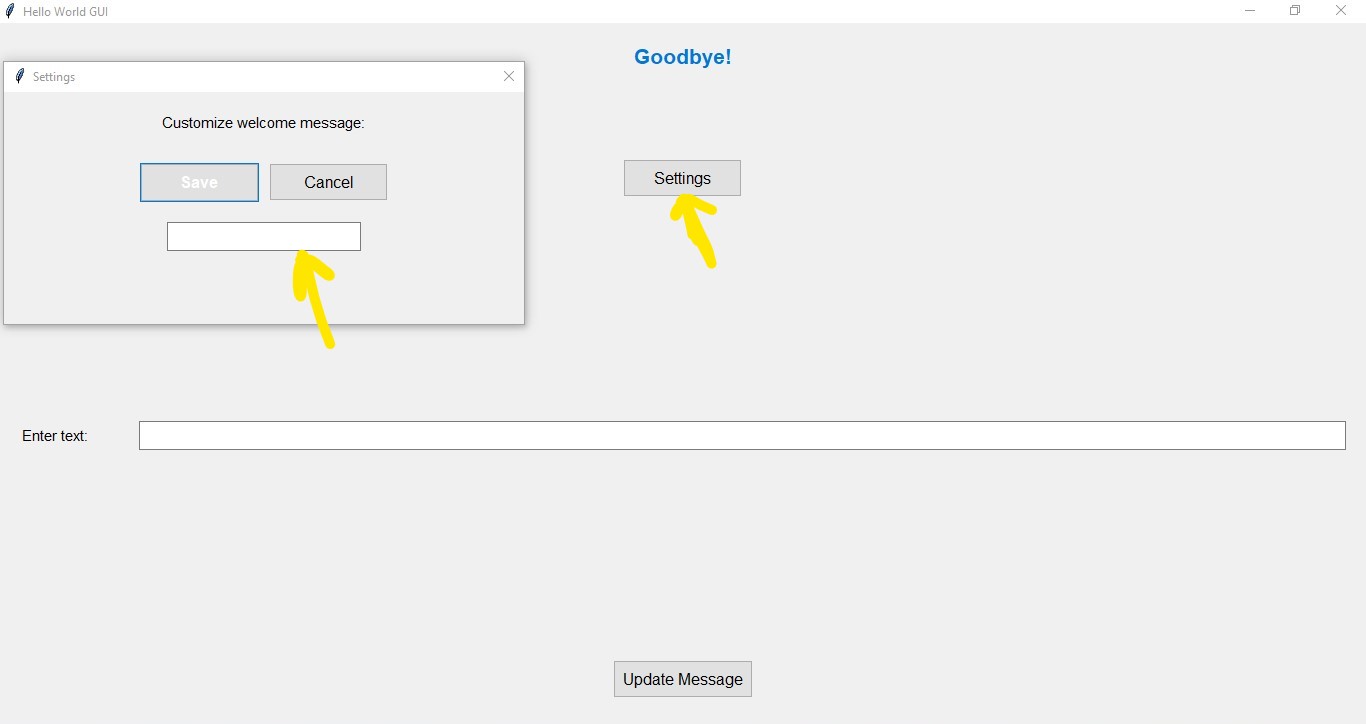 Hello World GUI
Goodbye!
Settings
Customize welcome message:
Save Cancel
Settings
Enter text:
Update Message